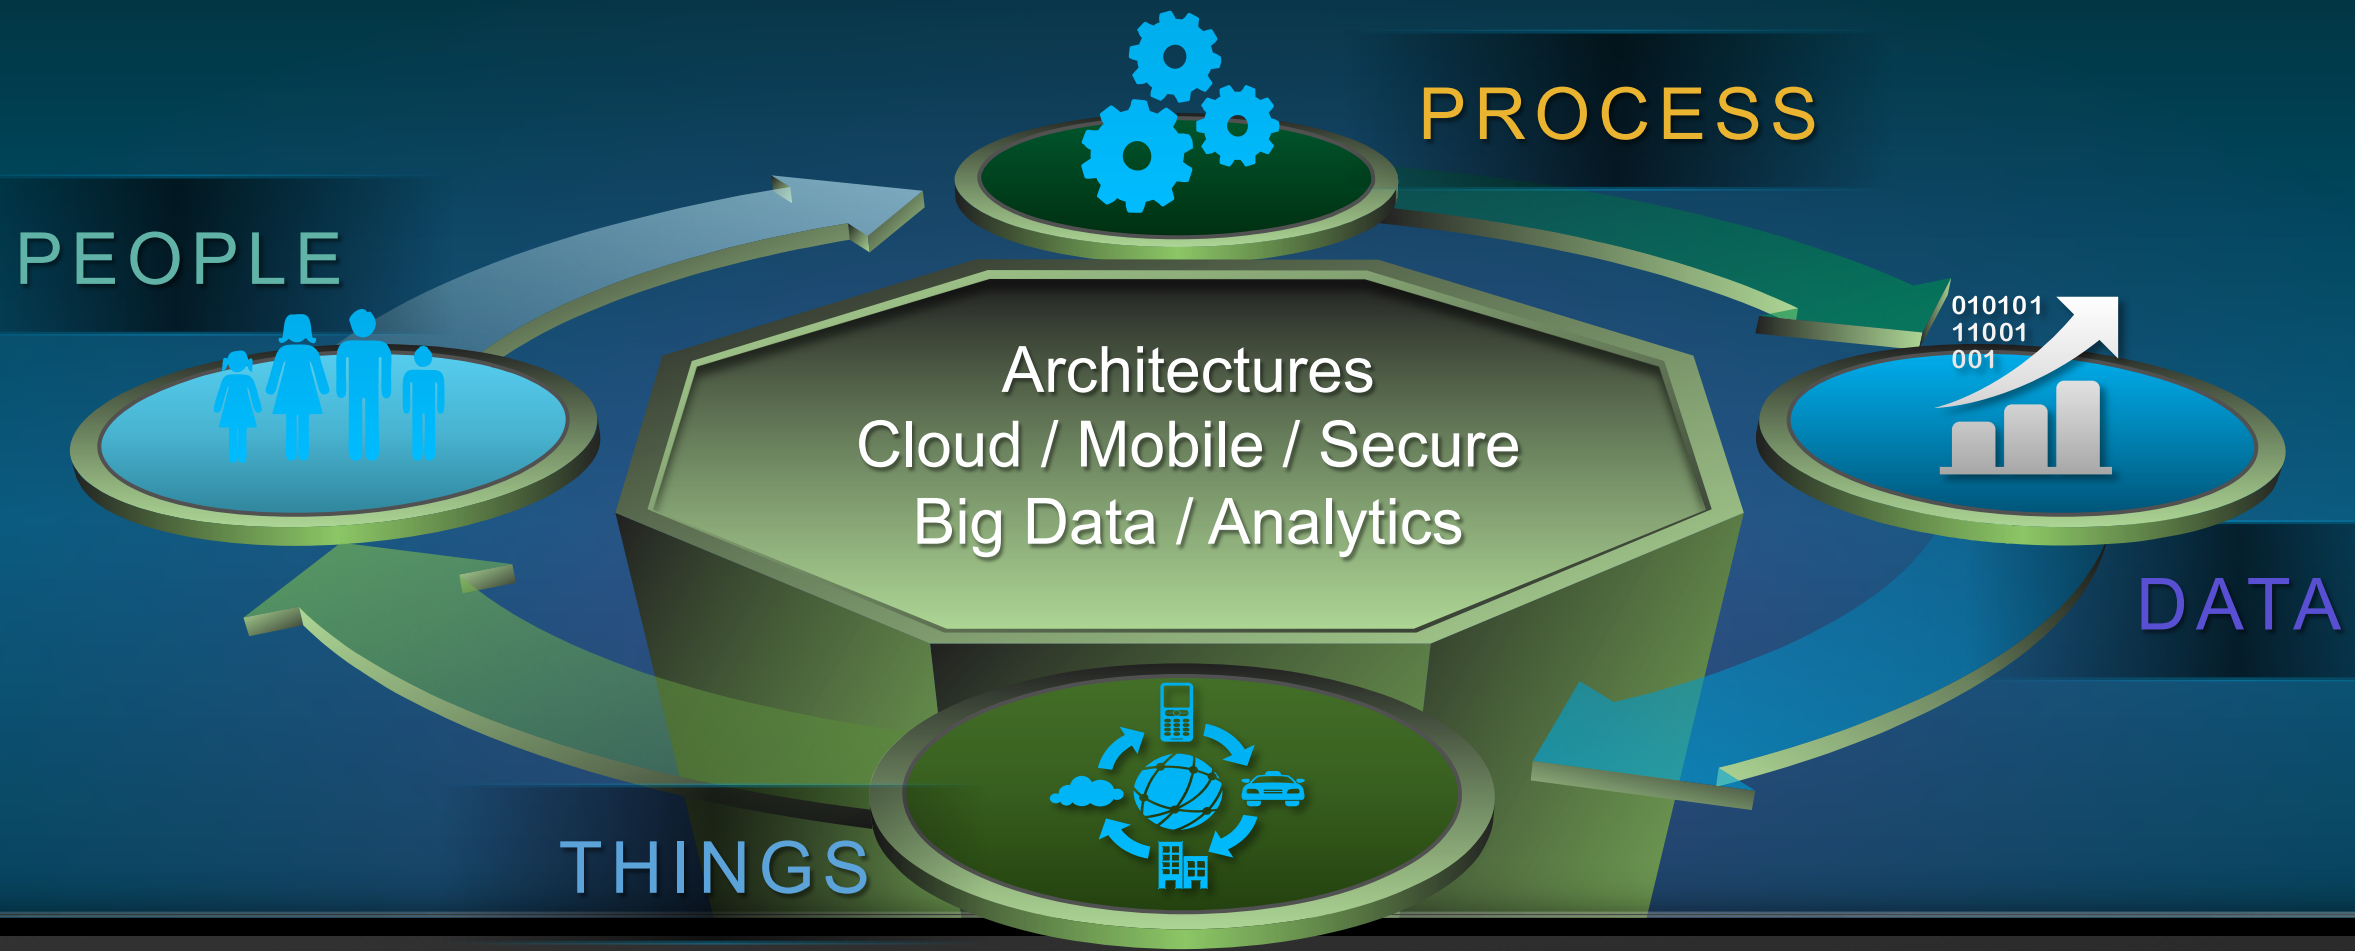 PROCESS
PEOPLE
010101
11001
001
Architectures
Cloud / Mobile / Secure
Big Data / Analytics
DATA
THINGS